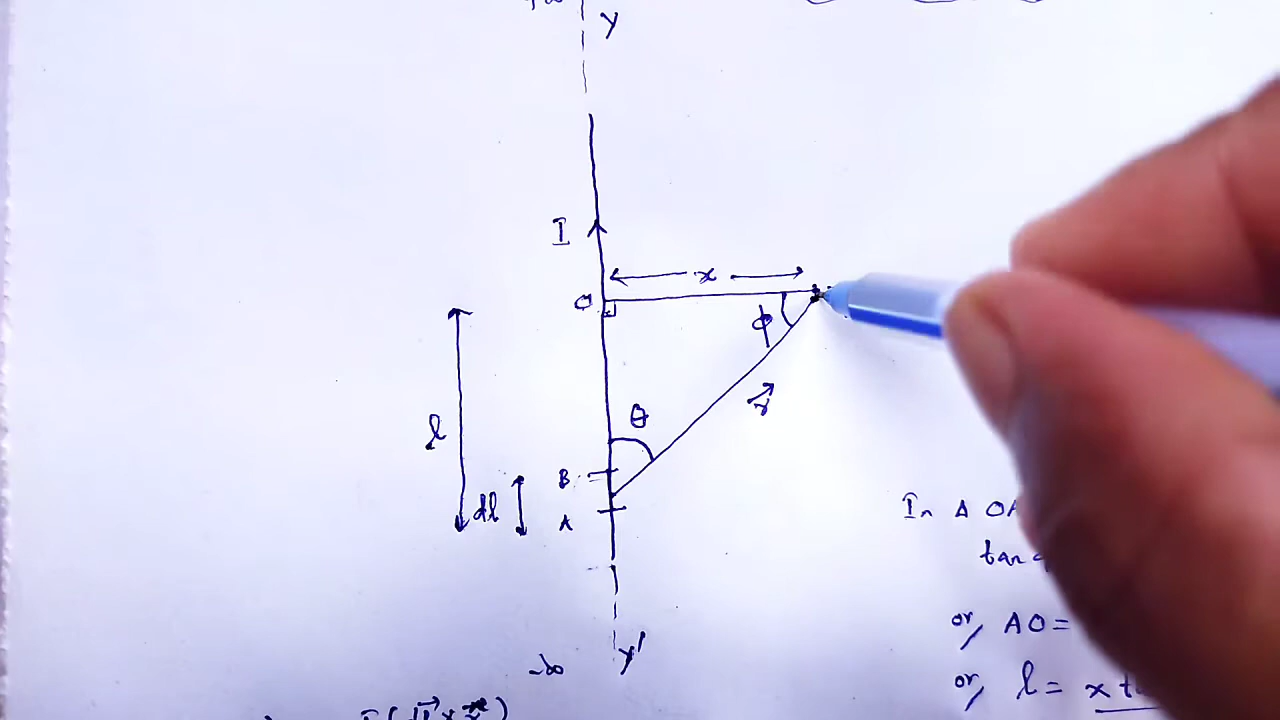 Y
I
x
O
ϕ
r⃗
θ
l
B
dl
A
In Δ OA
tan
or, AO=
or, l = x
-∞ Y'